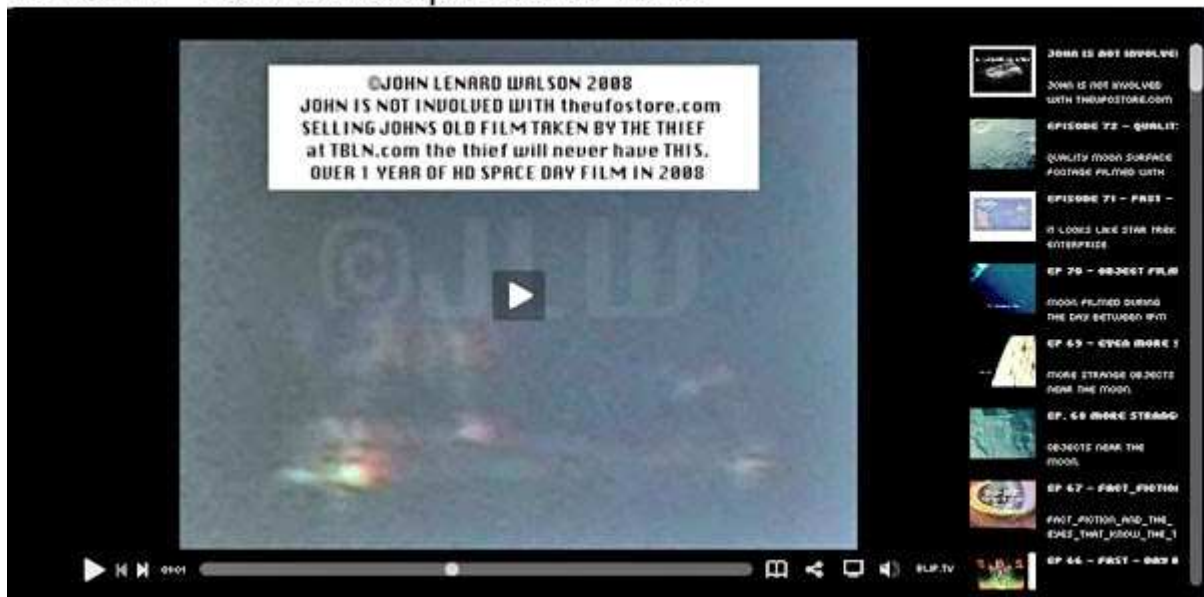 ©JOHN LENARD WALSON 2008
JOHN IS NOT INVOLVED WITH theufostore.com
SELLING JOHNS OLD FILM TAKEN BY THE THIEF
at TBLN.com the thief will never have THIS.
OVER 1 YEAR OF HD SPACE DAY FILM IN 2008
©JLW
BLIP.TV
JOHN IS NOT INVOLVED
JOHN IS NOT INVOLVED
WITH THEUFOSTORE.COM
EPISODE 72 - QUALIT
QUALITY MOON SURFACE
FOOTAGE FILMED WITH
EPISODE 71 - FAST -
IT LOOKS LIKE STAR TREK
ENTERPRISE
EP 70 - OBJECT FILM
MOON FILMED DURING
THE DAY BETWEEN 4PM
EP 69 - EVEN MORE S
MORE STRANGE OBJECTS
NEAR THE MOON.
EP. 68 MORE STRANG
OBJECTS NEAR THE
MOON.
EP 67 - FACT_FICTION
FACT_FICTION_AND_THE_
EYES_THAT_KNOW_THE_T
EP 66 - FAST - DAY